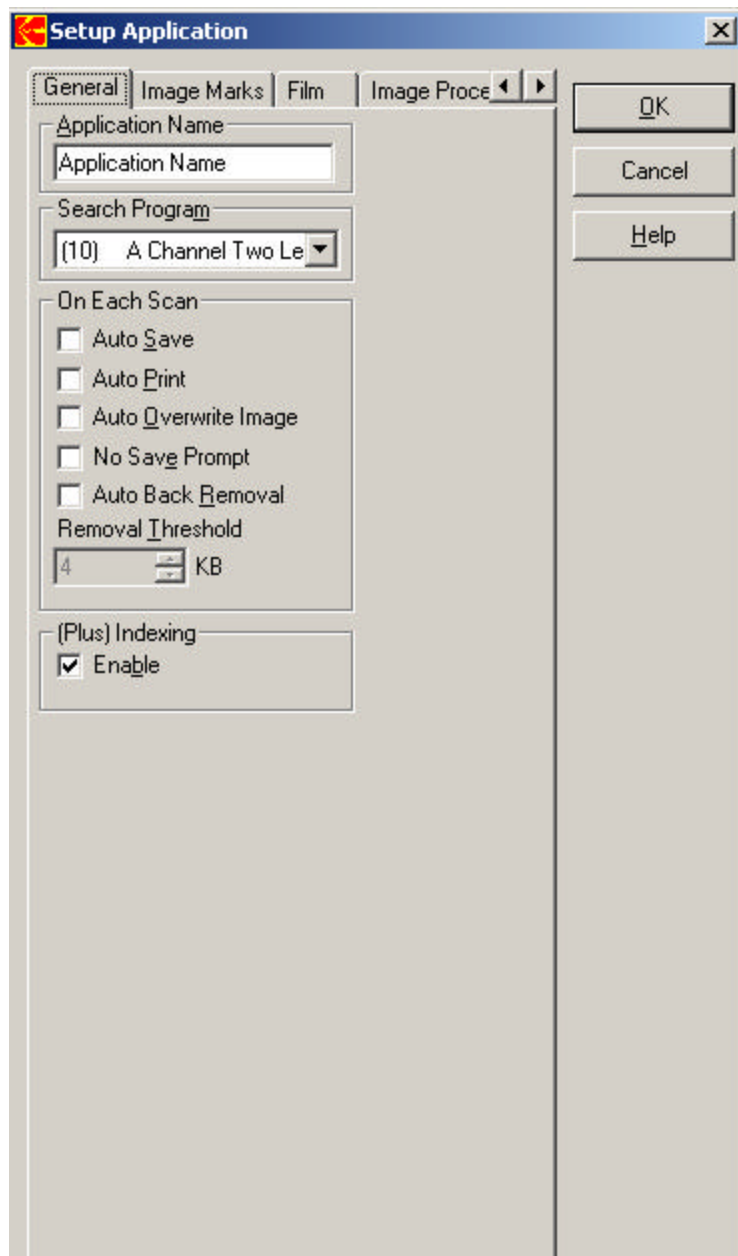 Setup Application
General Image Marks Film Image Proce
OK
Application Name
Application Name
Cancel
Search Program
(10) A Channel Two Le
Help
On Each Scan
Auto Save
Auto Print
Auto Overwrite Image
No Save Prompt
Auto Back Removal
Removal Threshold
4 KB
(Plus) Indexing
Enable